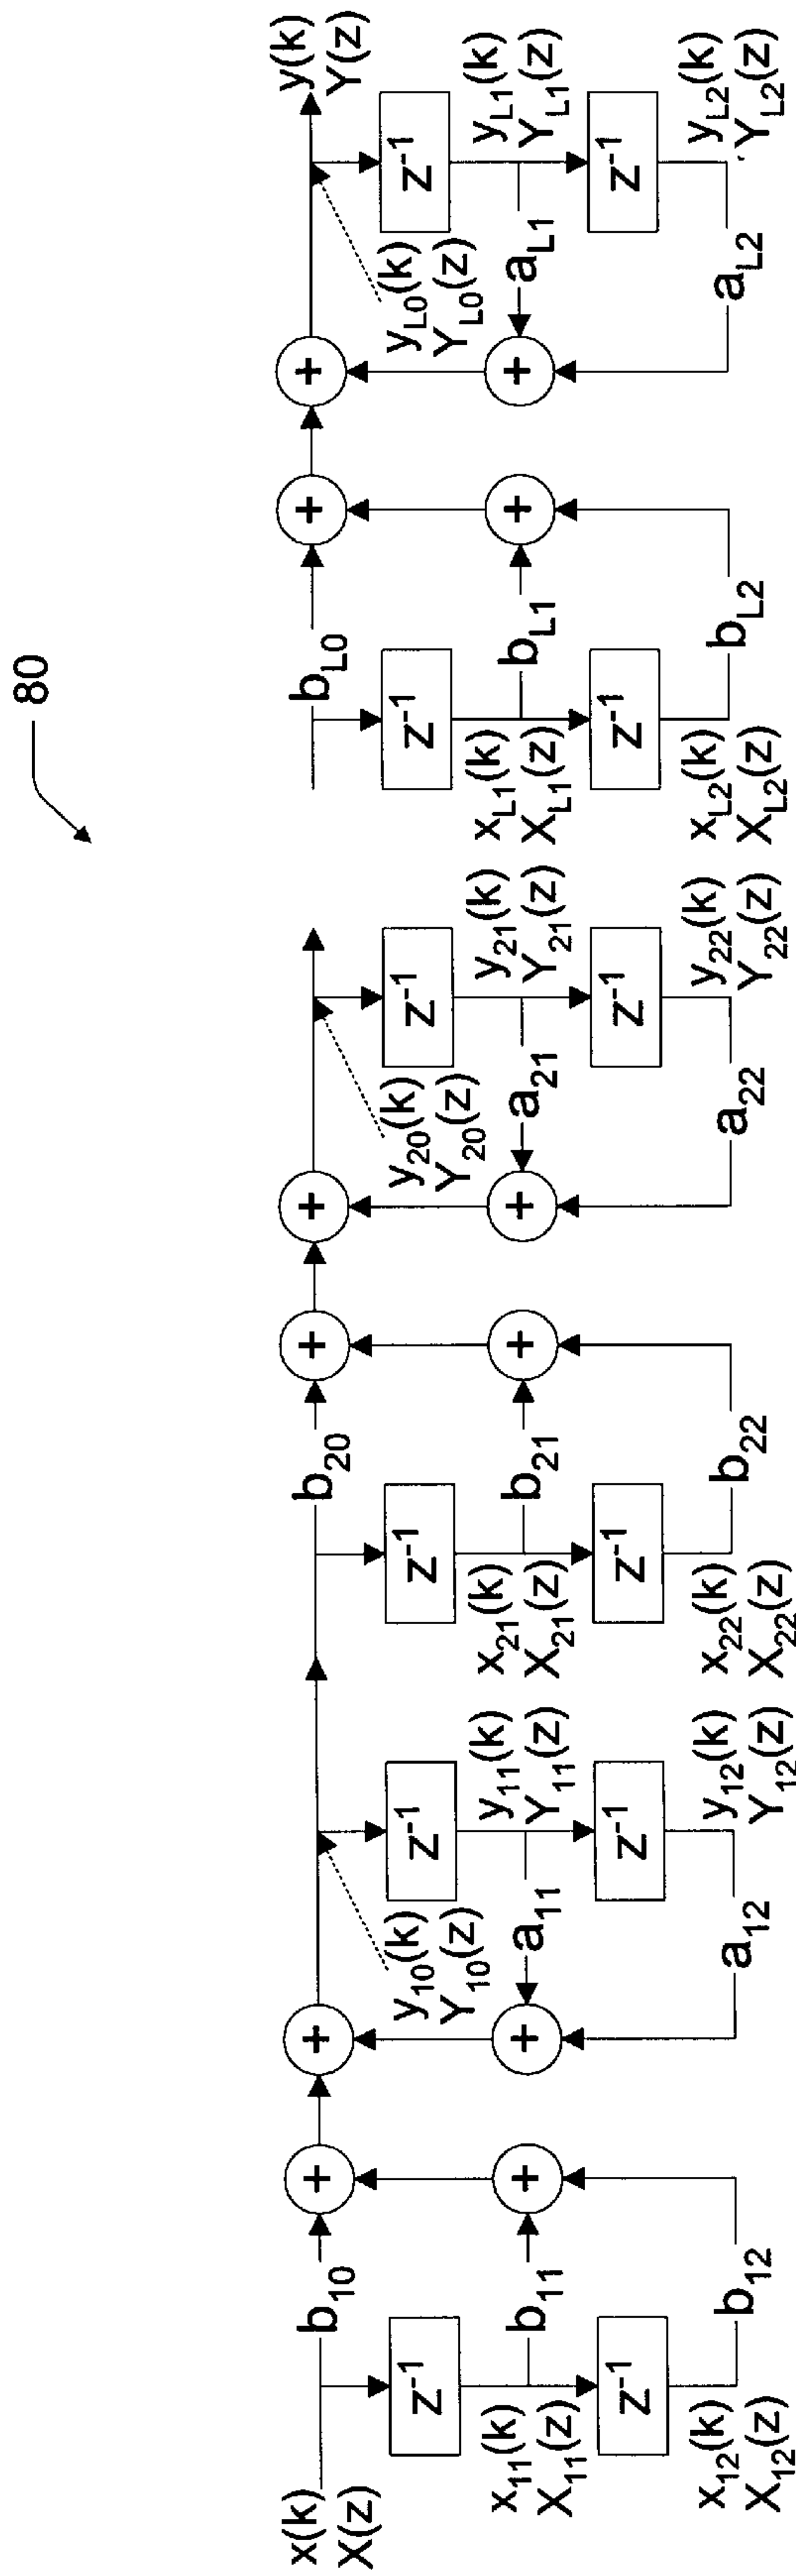 80
x(k)
X(z)
b10
z-1
x11(k)
X11(z)
b11
z-1
x12(k)
X12(z)
b12
+
+
+
+
y10(k)
Y10(z)
a11
a12
z-1
y11(k)
Y11(z)
z-1
y12(k)
Y12(z)
b20
z-1
x21(k)
X21(z)
b21
z-1
x22(k)
X22(z)
b22
+
+
+
+
y20(k)
Y20(z)
a21
a22
z-1
y21(k)
Y21(z)
z-1
y22(k)
Y22(z)
bL0
z-1
xL1(k)
XL1(z)
bL1
z-1
xL2(k)
XL2(z)
bL2
+
+
+
+
yL0(k)
YL0(z)
aL1
aL2
y(k)
Y(z)
z-1
yL1(k)
YL1(z)
z-1
yL2(k)
YL2(z)